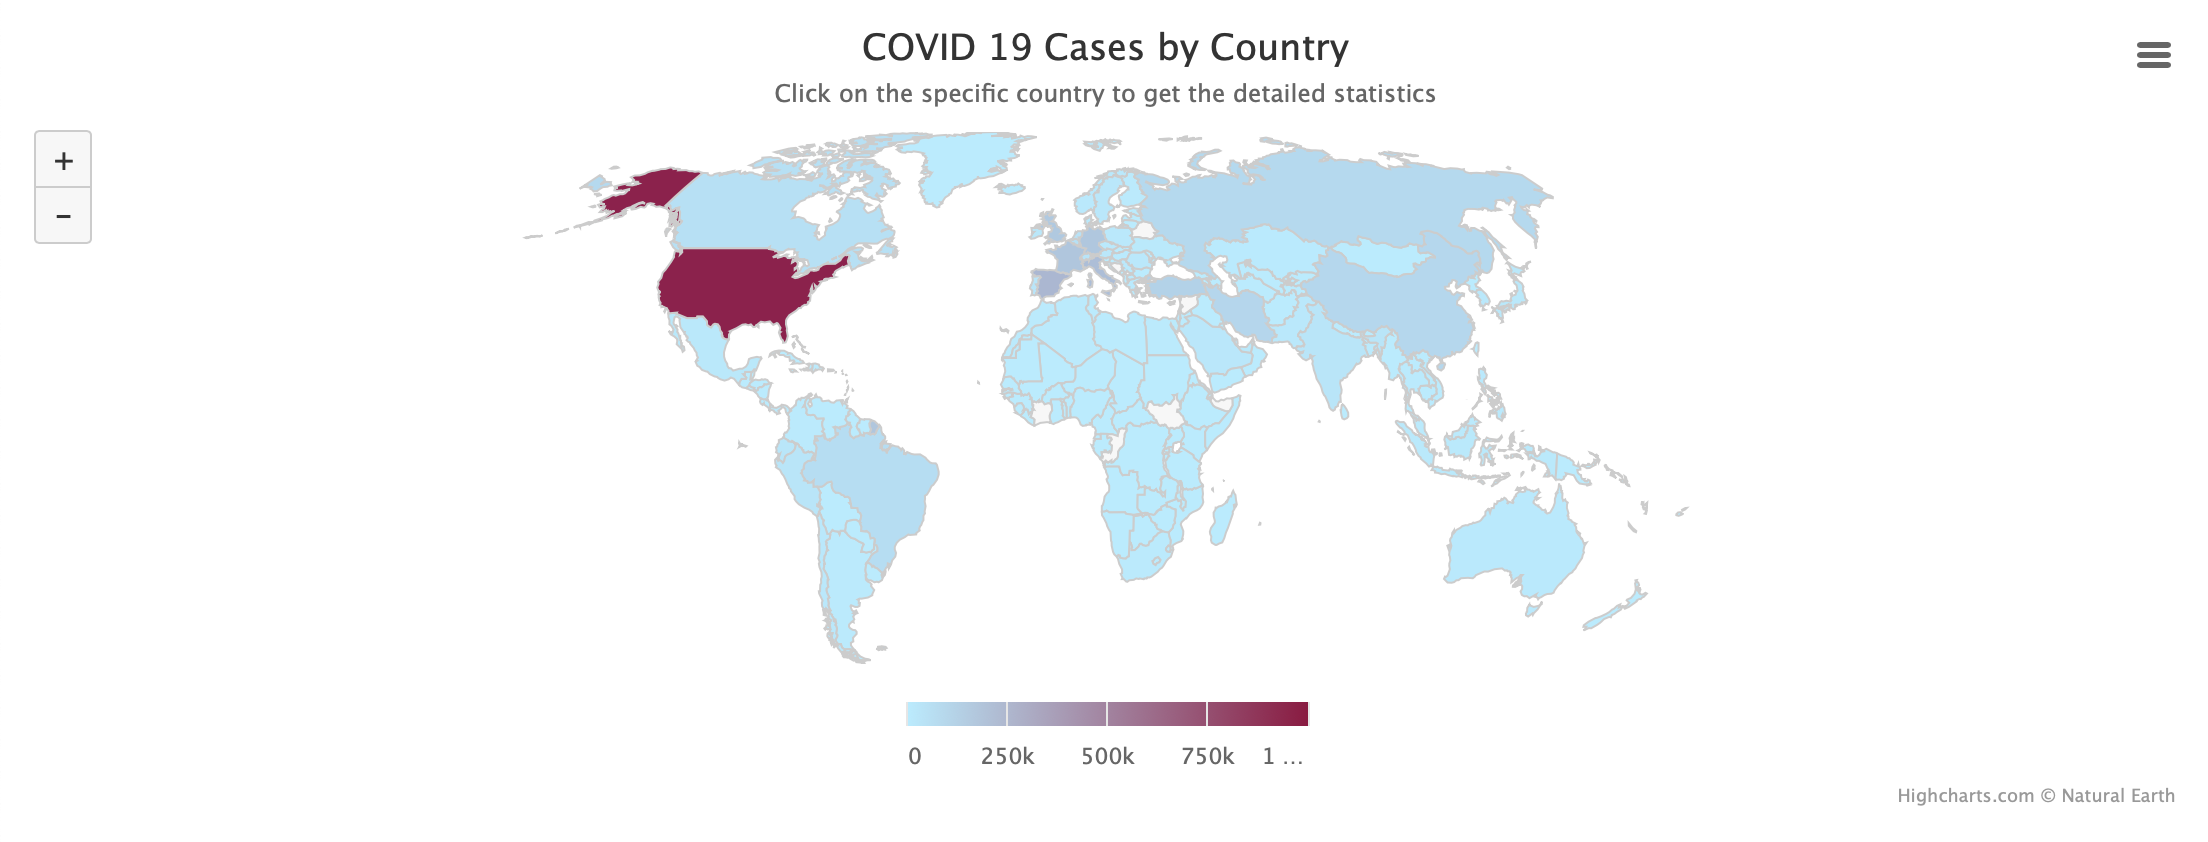 COVID 19 Cases by Country
Click on the specific country to get the detailed statistics
+
−
0 250k 500k 750k 1 ...
Highcharts.com © Natural Earth